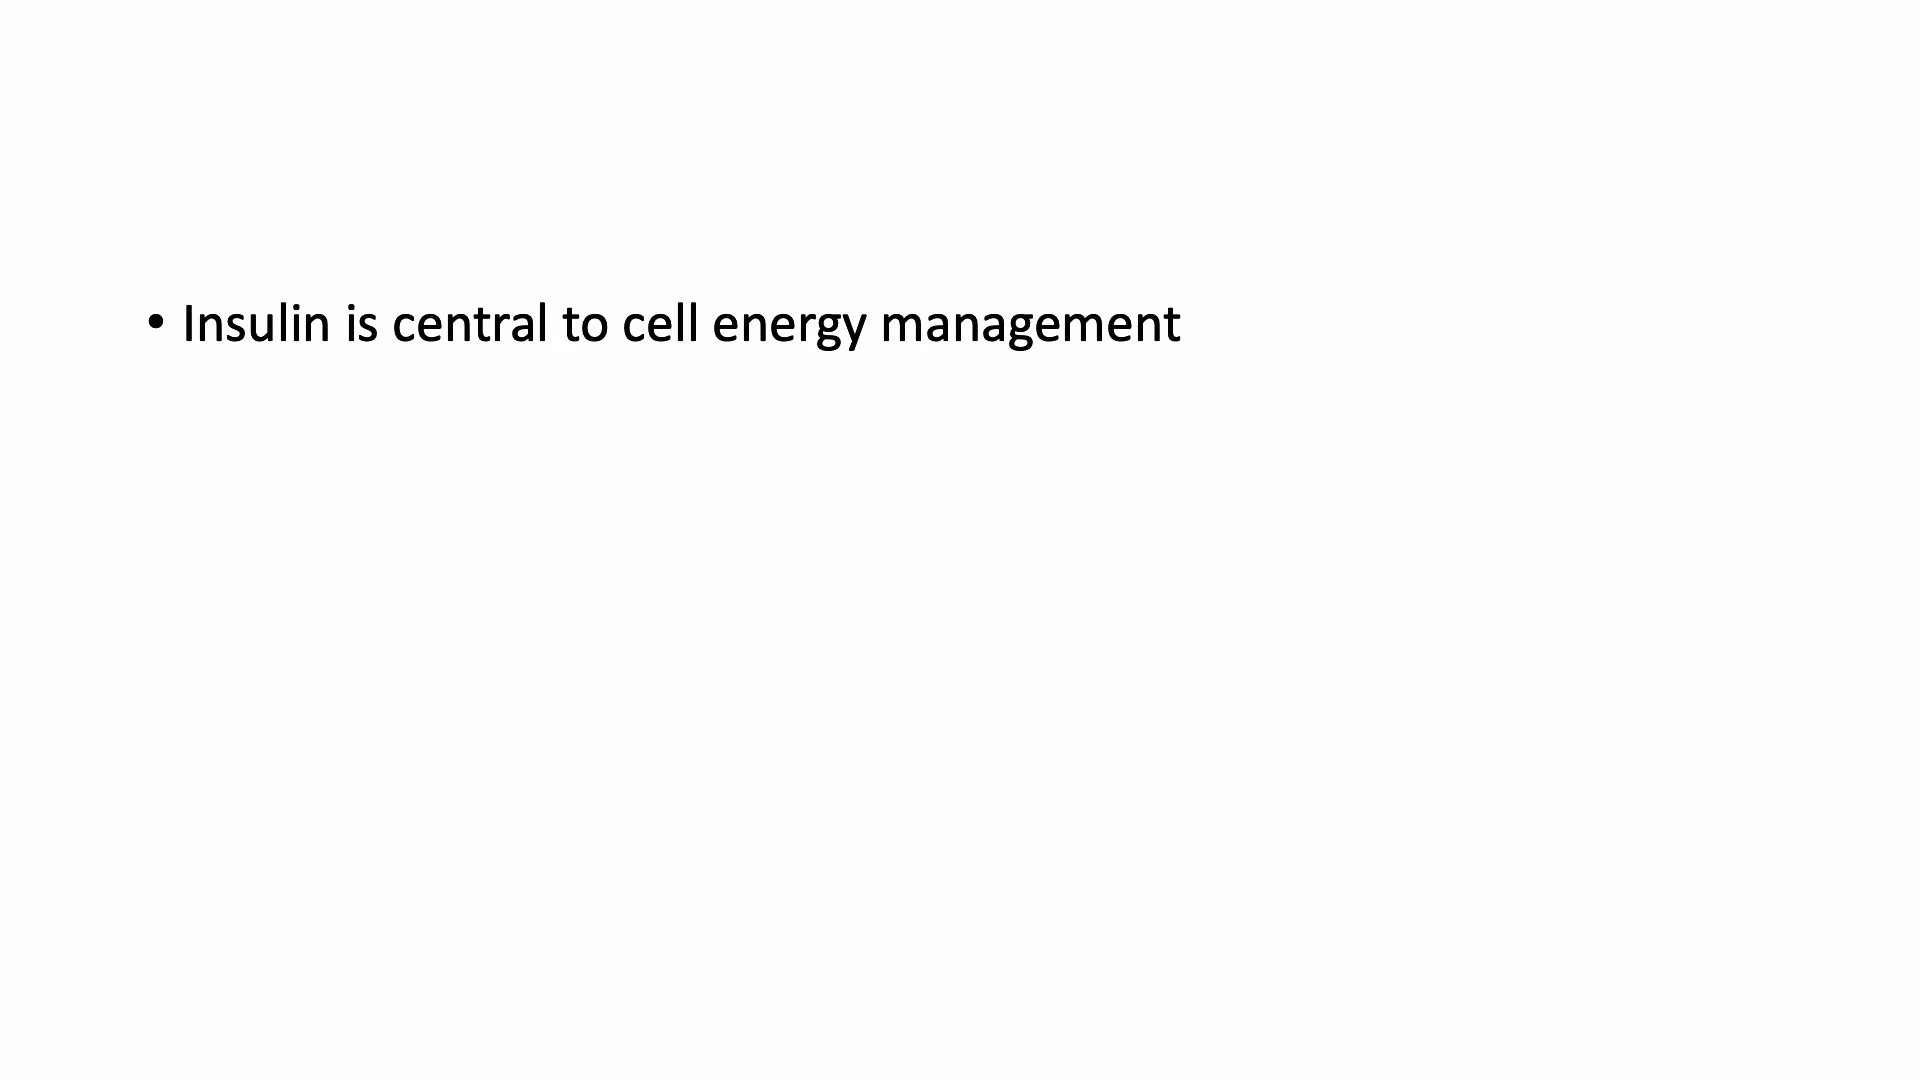 • Insulin is central to cell energy management